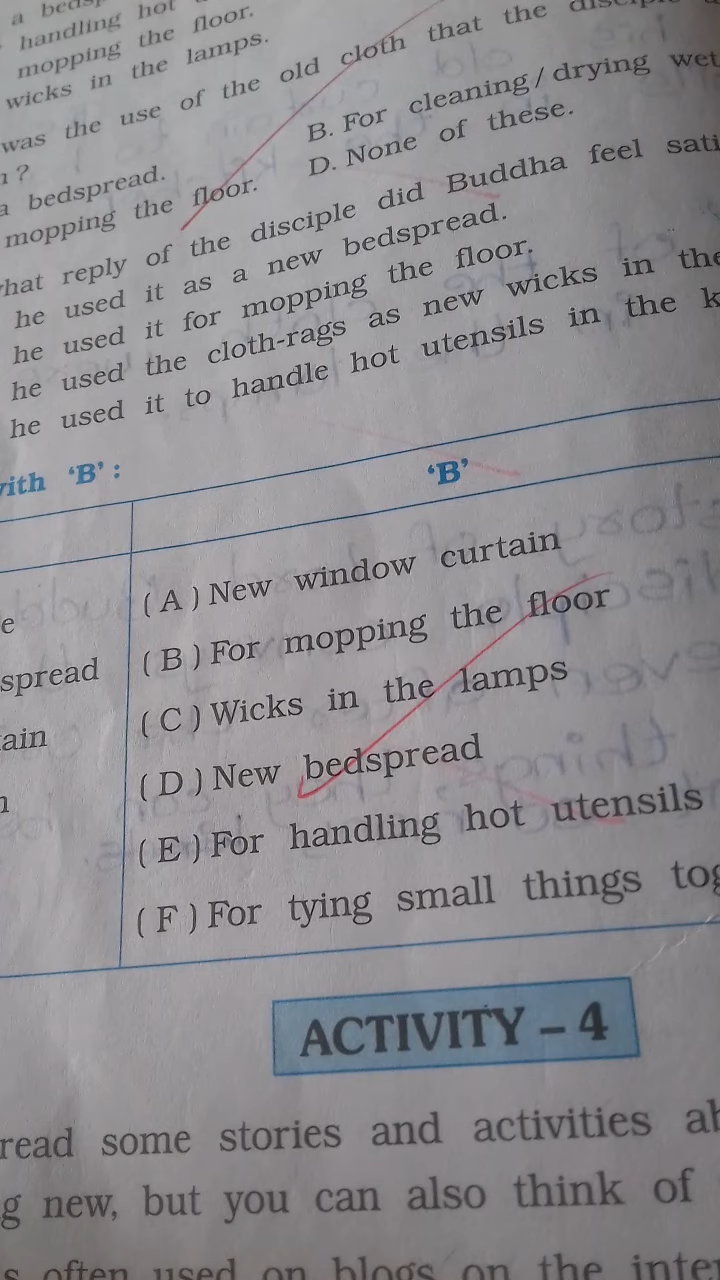 a
handling hot
mopping the floor.
wicks in the lamps.
was the use of the old cloth that the
?
a bedspread.
B. For cleaning / drying wet
mopping the floor.
D. None of these.
hat reply of the disciple did Buddha feel sati
he used it as a new bedspread.
he used it for mopping the floor.
he used the cloth-rags as new wicks in the
he used it to handle hot utensils in the k
with 'B' :
'B'
e
(A) New window curtain
spread
(B) For mopping the floor
ain
(C) Wicks in the lamps
(D) New bedspread
(E) For handling hot utensils
(F) For tying small things tog
ACTIVITY – 4
read some stories and activities ab
g new, but you can also think of
s often used on blogs on the inter